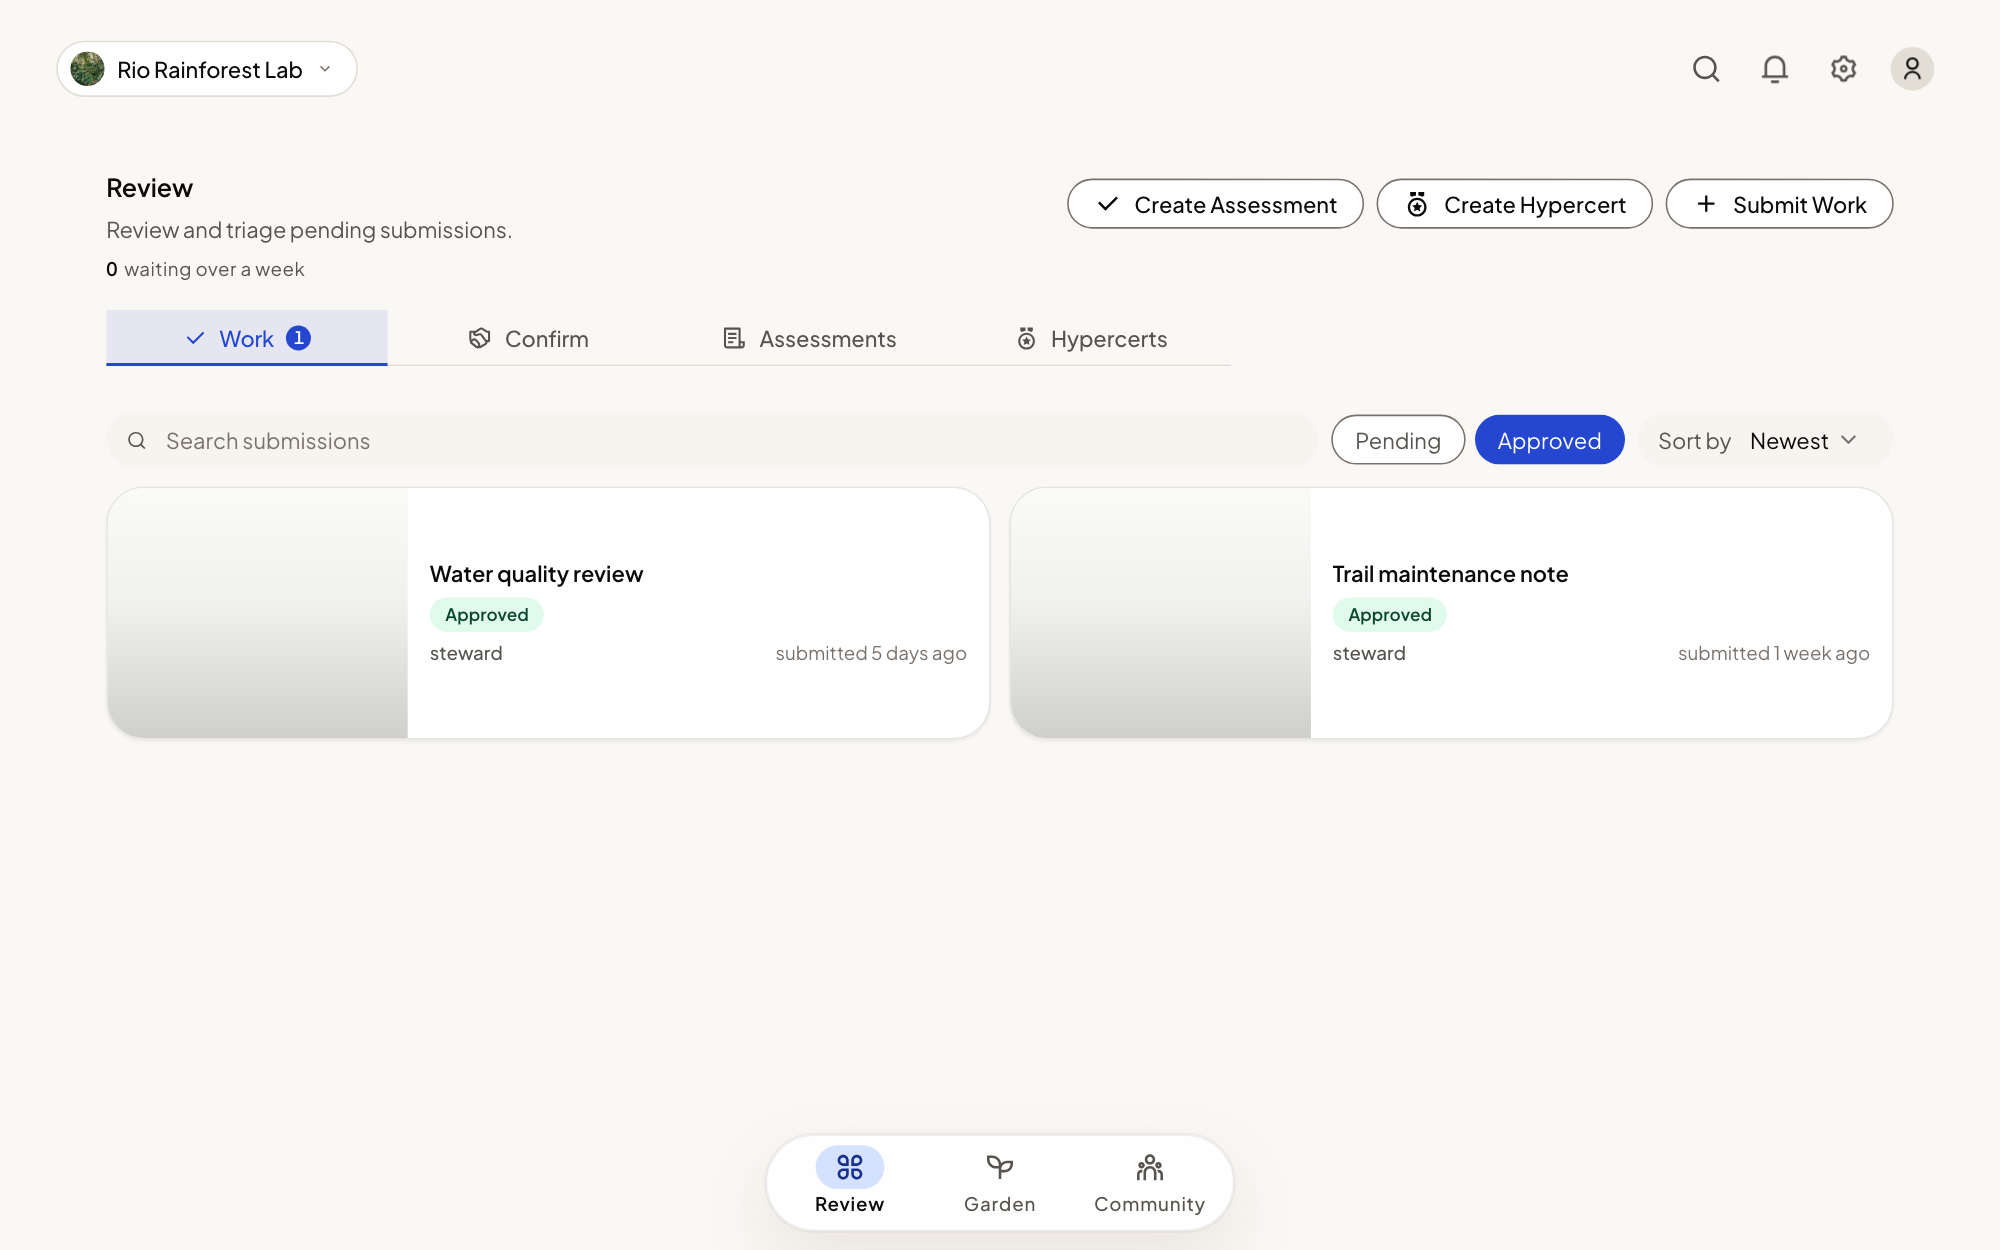 Rio Rainforest Lab
Review
Review and triage pending submissions.
0 waiting over a week
Create Assessment
Create Hypercert
Submit Work
Work 1
Confirm
Assessments
Hypercerts
Search submissions
Pending
Approved
Sort by Newest
Water quality review
Approved
steward
submitted 5 days ago
Trail maintenance note
Approved
steward
submitted 1 week ago
Review
Garden
Community